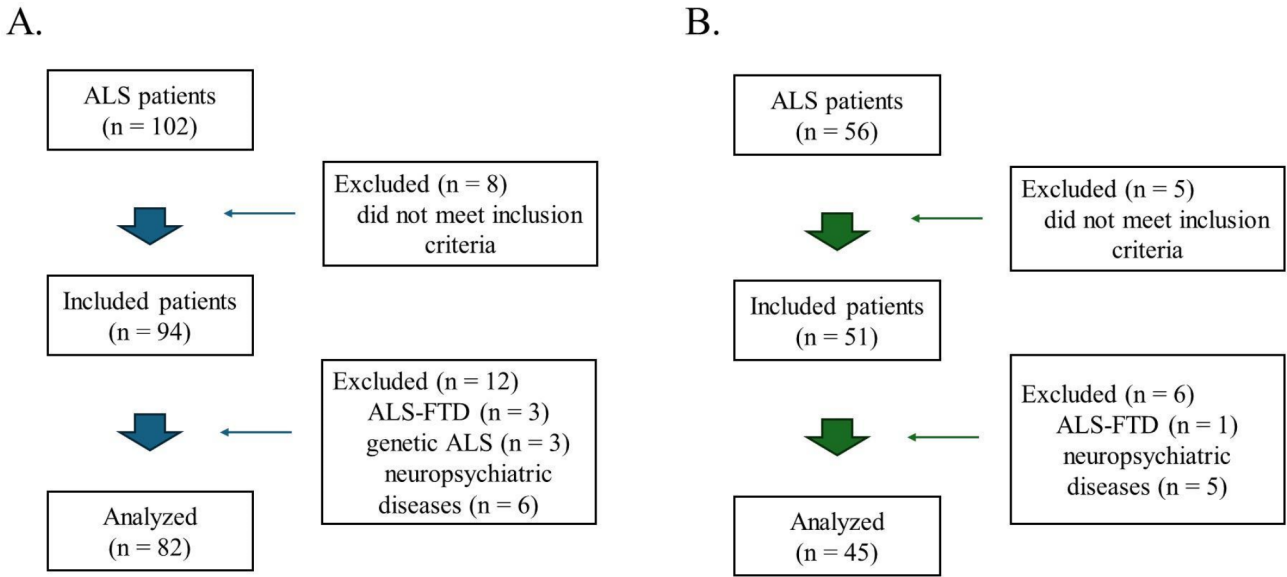 A.
ALS patients
(n = 102)
Excluded (n = 8)
did not meet inclusion
criteria
Included patients
(n = 94)
Excluded (n = 12)
ALS-FTD (n = 3)
genetic ALS (n = 3)
neuropsychiatric
diseases (n = 6)
Analyzed
(n = 82)
B.
ALS patients
(n = 56)
Excluded (n = 5)
did not meet inclusion
criteria
Included patients
(n = 51)
Excluded (n = 6)
ALS-FTD (n = 1)
neuropsychiatric
diseases (n = 5)
Analyzed
(n = 45)